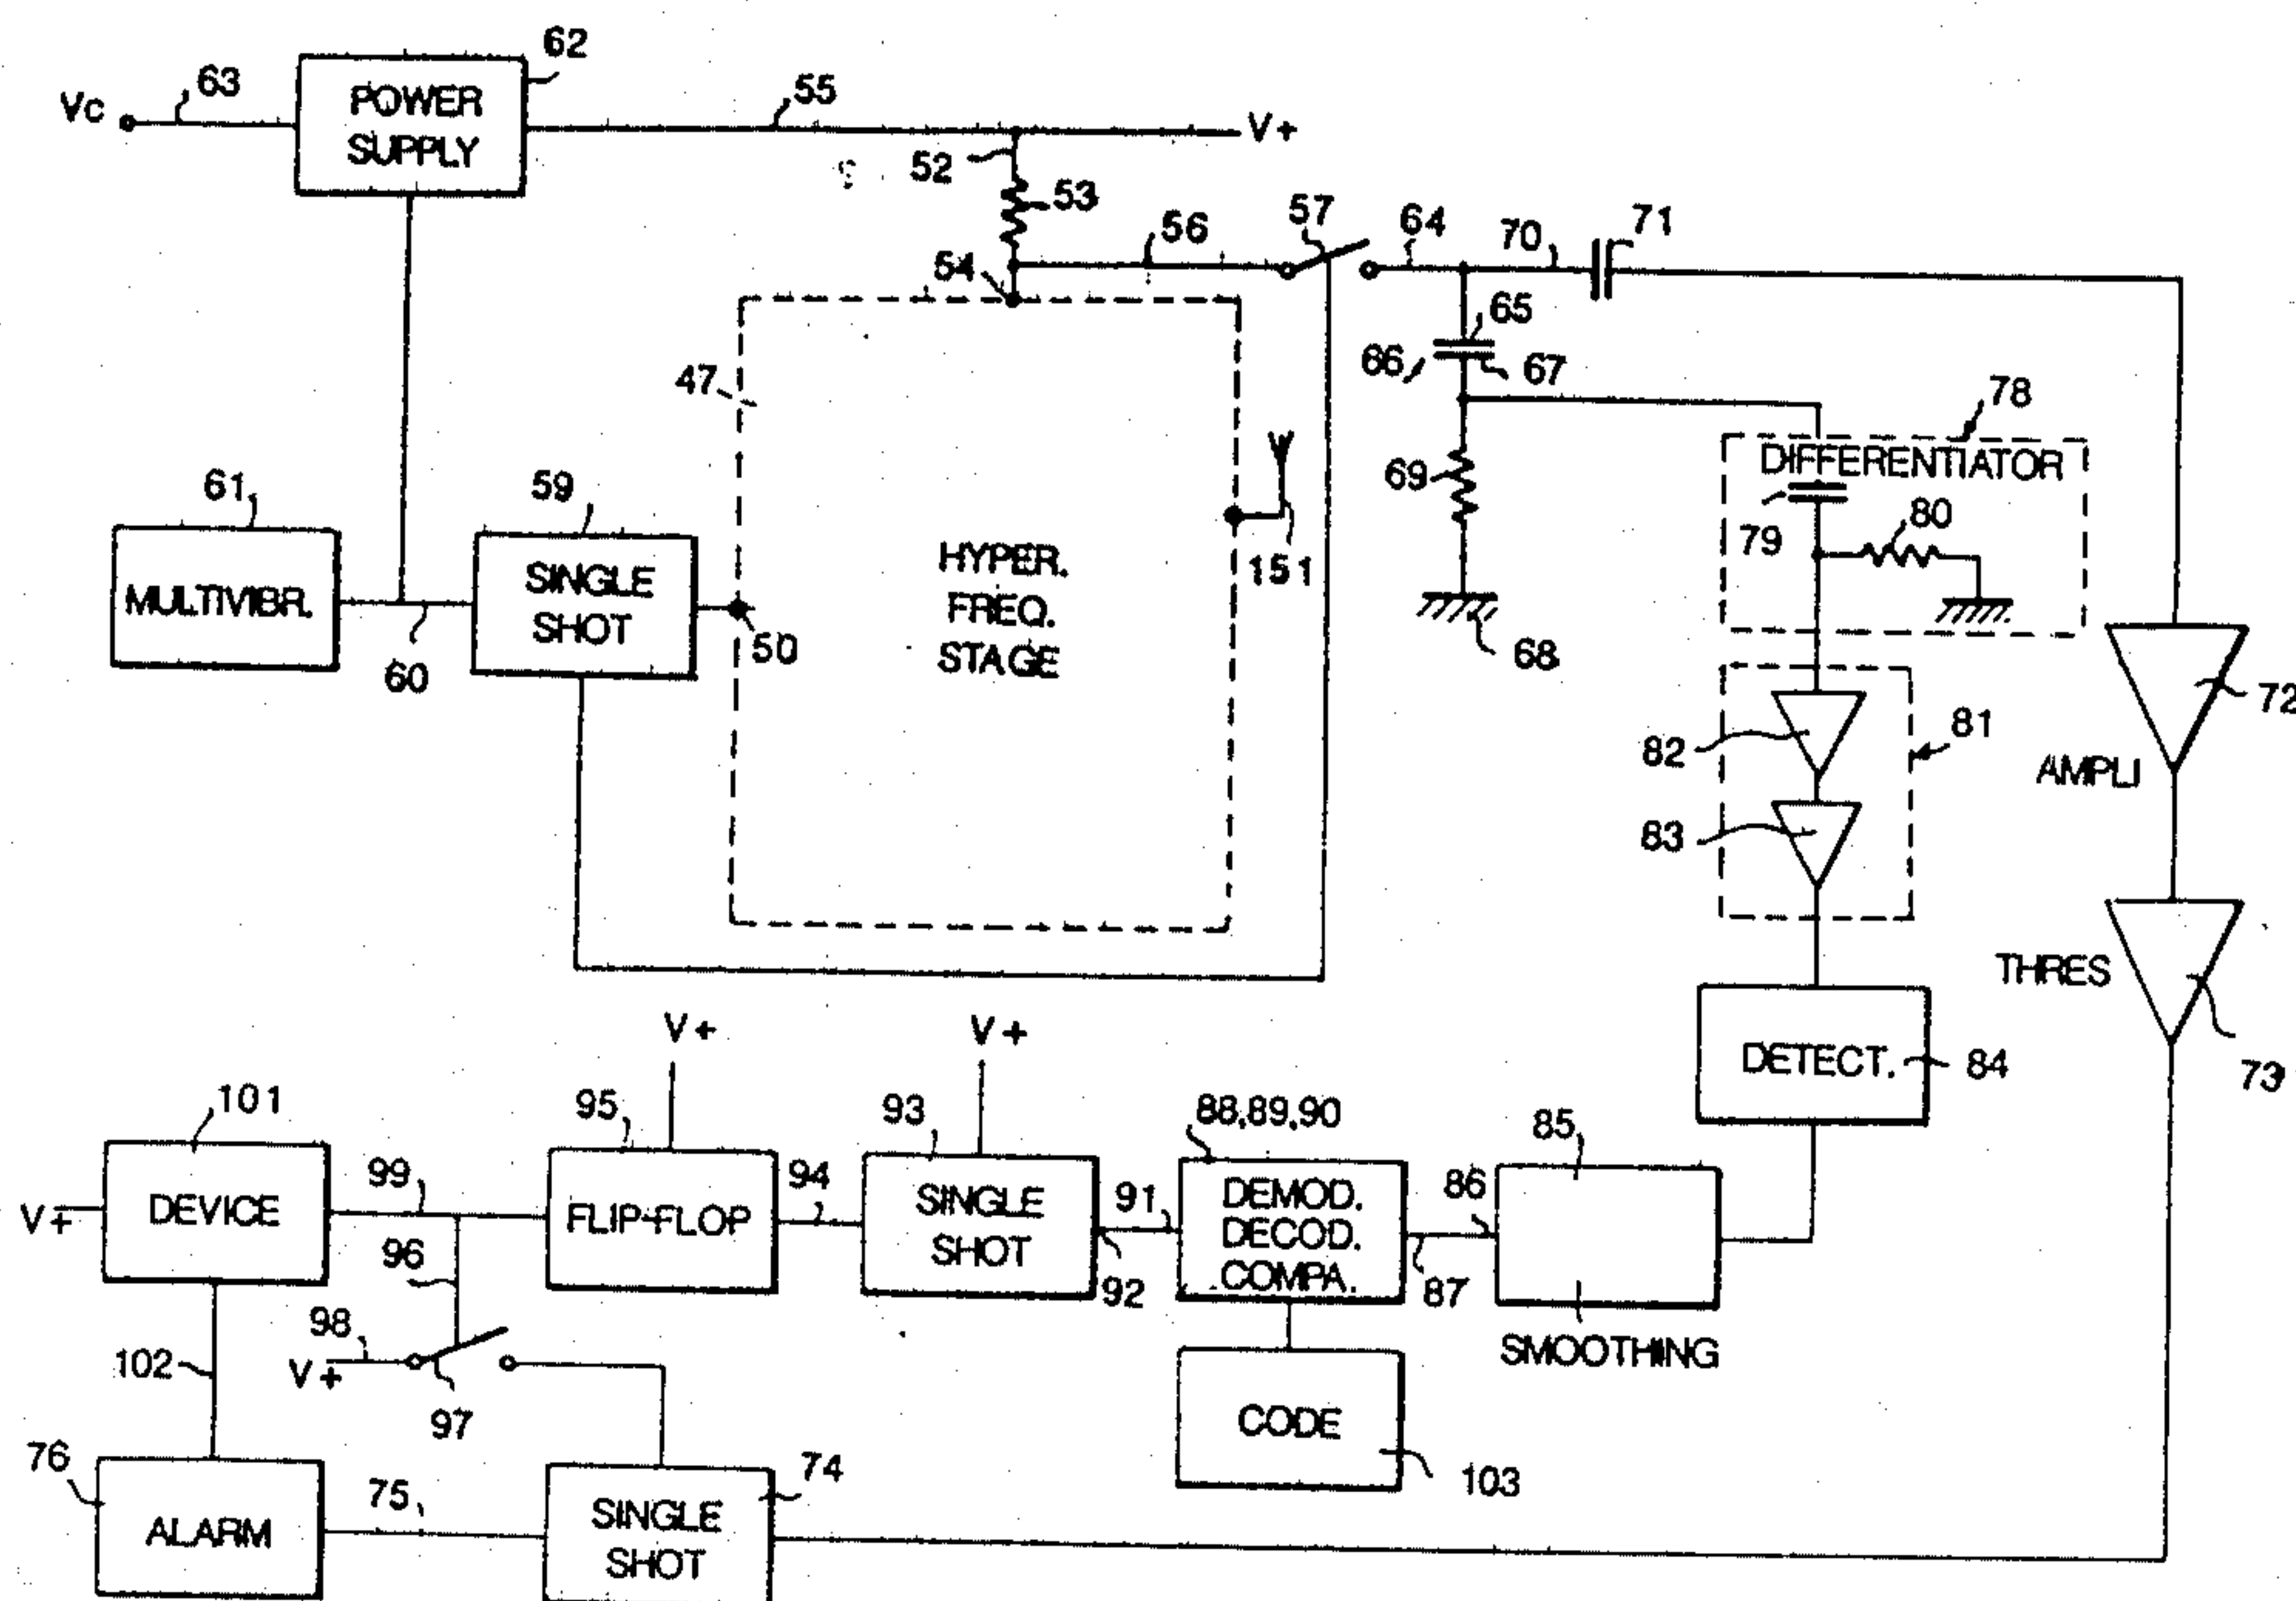 62
63
Vc
POWER
SUPPLY
55
V+
52
53
54
56
57
64
70
71
65
66
67
47
78
DIFFERENTIATOR
69
79
80
61
59
MULTIVIBR.
SINGLE
SHOT
60
50
HYPER.
FREQ.
STAGE
151
68
72
82
81
AMPLI
83
THRES
73
V+
V+
DETECT.
84
101
95
93
88,89,90
85
DEVICE
V+
99
FLIP-FLOP
94
SINGLE
SHOT
91
92
DEMOD.
DECOD.
COMPA.
86
87
96
98
V+
102
97
SMOOTHING
CODE
103
76
ALARM
75
SINGLE
SHOT
74